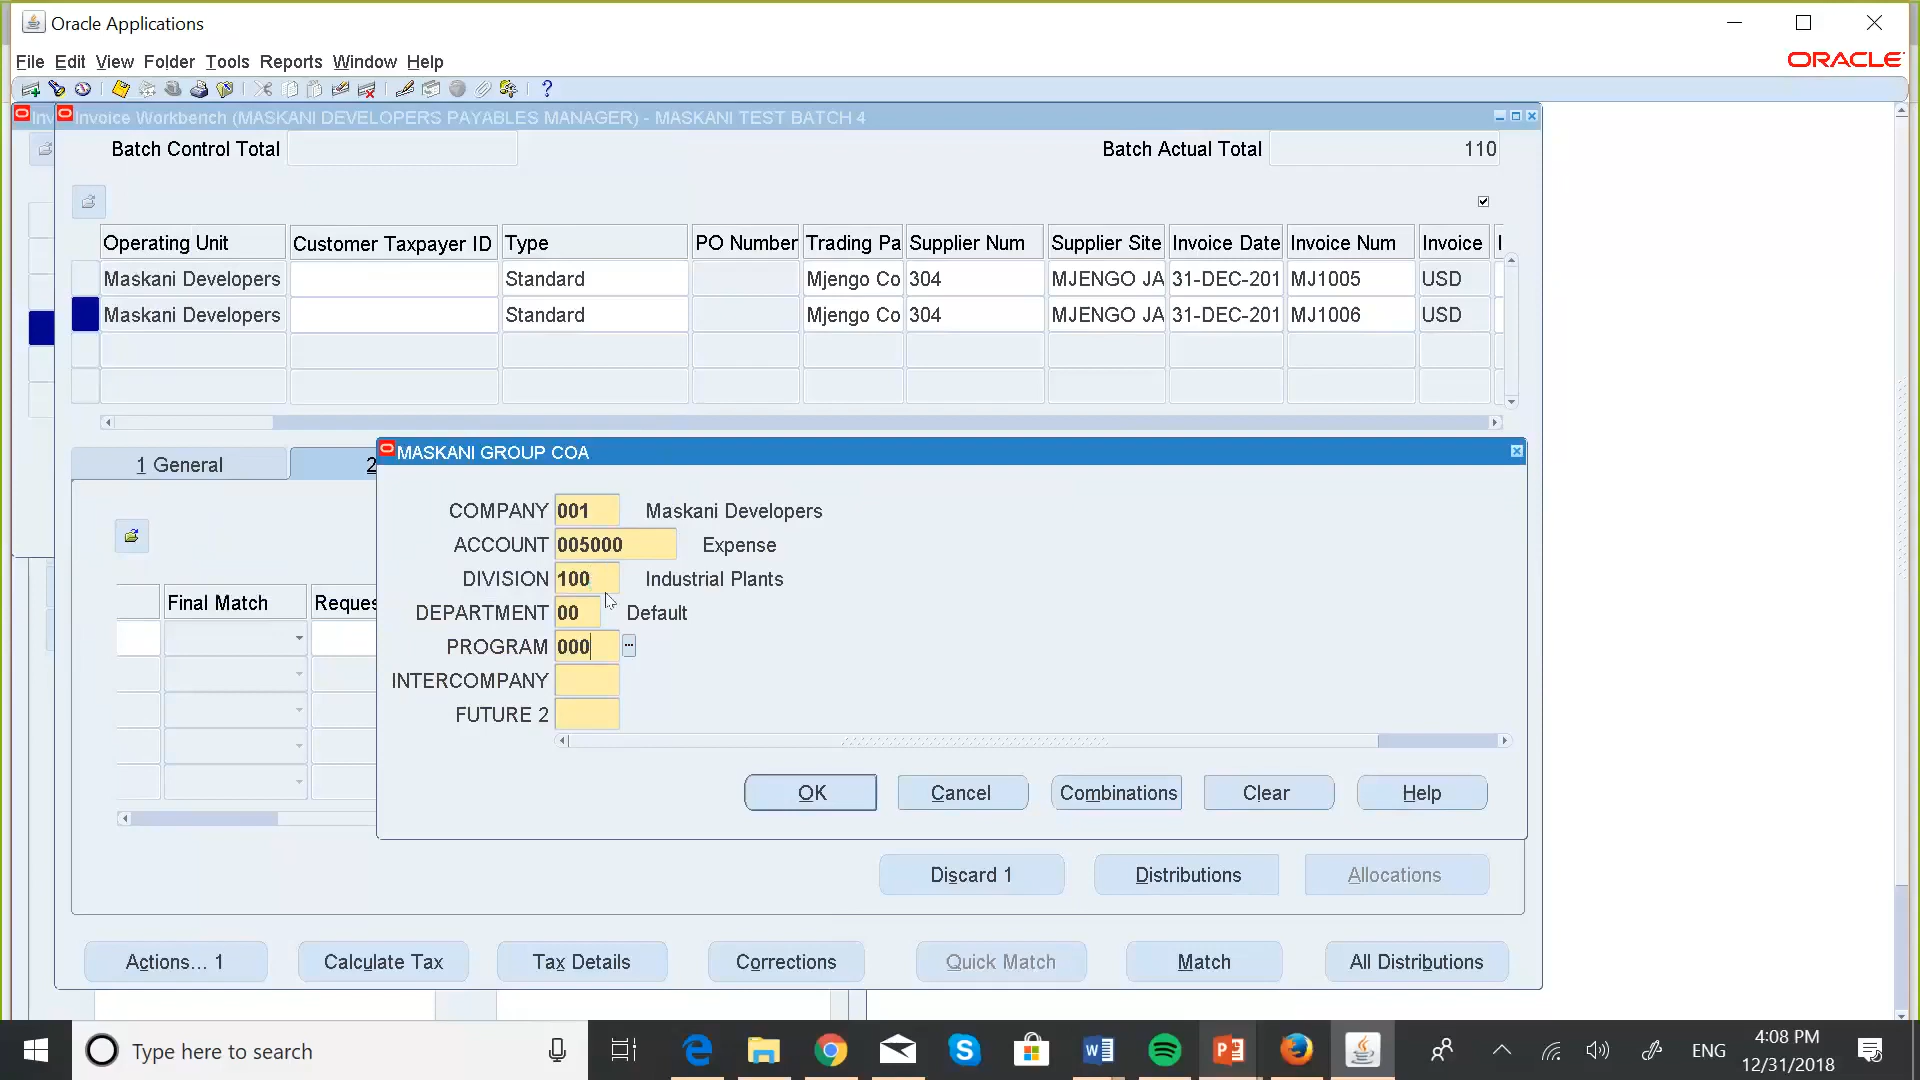 Oracle Applications
File Edit View Folder Tools Reports Window Help
ORACLE
Invoice Workbench (MASKANI DEVELOPERS PAYABLES MANAGER) - MASKANI TEST BATCH 4
Batch Control Total
Batch Actual Total 110
Operating Unit Customer Taxpayer ID Type PO Number Trading Pa Supplier Num Supplier Site Invoice Date Invoice Num Invoice
Maskani Developers Standard Mjengo Co 304 MJENGO JA 31-DEC-201 MJ1005 USD
Maskani Developers Standard Mjengo Co 304 MJENGO JA 31-DEC-201 MJ1006 USD
1 General
2
MASKANI GROUP COA
COMPANY 001 Maskani Developers
ACCOUNT 005000 Expense
DIVISION 100 Industrial Plants
DEPARTMENT 00 Default
PROGRAM 000 ...
INTERCOMPANY
FUTURE 2
Final Match Reques
OK Cancel Combinations Clear Help
Discard 1 Distributions Allocations
Actions... 1 Calculate Tax Tax Details Corrections Quick Match Match All Distributions
Type here to search
ENG
4:08 PM
12/31/2018